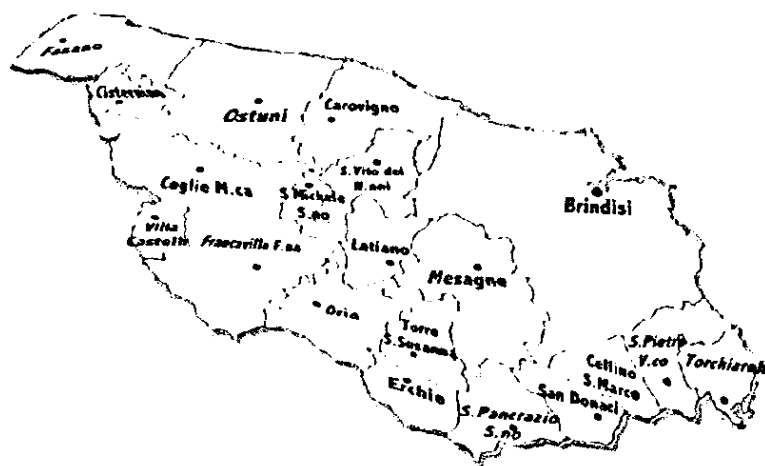 Fasano
Cisternino
Ostuni
Carovigno
Ceglie M.ca
S. Michele
S.no
S. Vito dei
N.nni
Brindisi
Villa
Castelli
Francavilla F.na
Latiano
Mesagne
Oria
Torre
S. Susanna
Erchie
S. Pancrazio
S.no
San Donaci
Cellino
S. Marco
S. Pietro
V.co
Torchiarolo